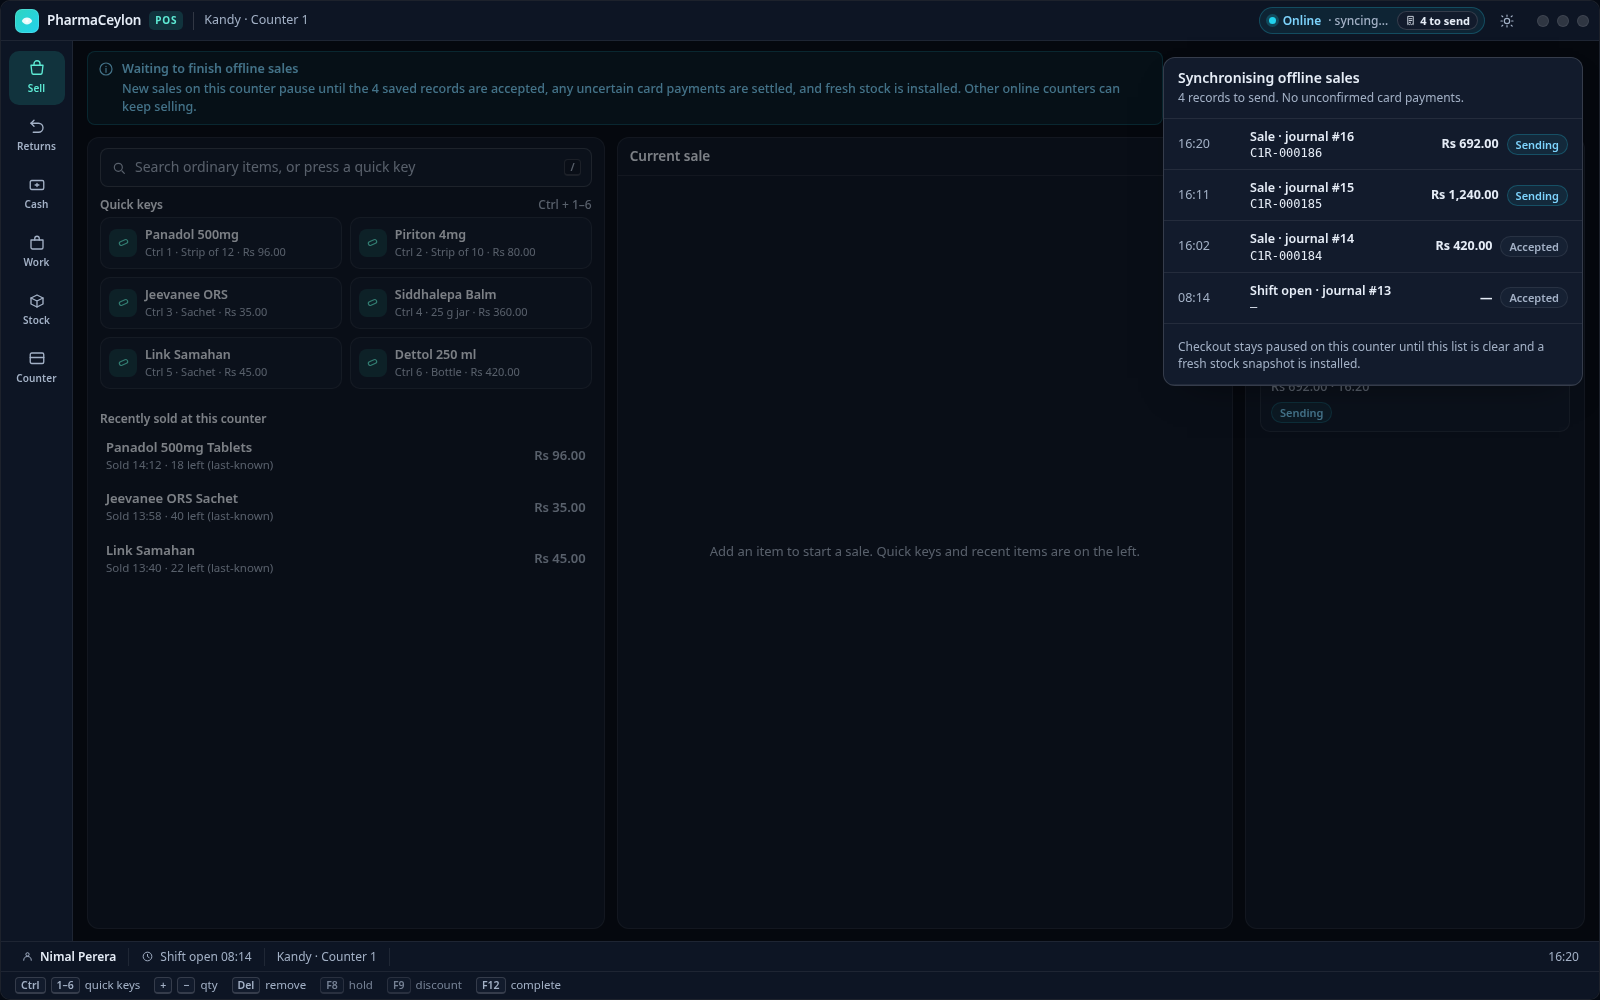 PharmaCeylon POS Kandy · Counter 1
Online · syncing... 4 to send
Sell
Returns
Cash
Work
Stock
Counter
Waiting to finish offline sales
New sales on this counter pause until the 4 saved records are accepted, any uncertain card payments are settled, and fresh stock is installed. Other online counters can
keep selling.
Search ordinary items, or press a quick key /
Quick keys Ctrl + 1–6
Panadol 500mg
Ctrl 1 · Strip of 12 · Rs 96.00
Piriton 4mg
Ctrl 2 · Strip of 10 · Rs 80.00
Jeevanee ORS
Ctrl 3 · Sachet · Rs 35.00
Siddhalepa Balm
Ctrl 4 · 25 g jar · Rs 360.00
Link Samahan
Ctrl 5 · Sachet · Rs 45.00
Dettol 250 ml
Ctrl 6 · Bottle · Rs 420.00
Recently sold at this counter
Panadol 500mg Tablets
Sold 14:12 · 18 left (last-known)
Rs 96.00
Jeevanee ORS Sachet
Sold 13:58 · 40 left (last-known)
Rs 35.00
Link Samahan
Sold 13:40 · 22 left (last-known)
Rs 45.00
Current sale
Add an item to start a sale. Quick keys and recent items are on the left.
Synchronising offline sales
4 records to send. No unconfirmed card payments.
16:20 Sale · journal #16 Rs 692.00 Sending
C1R-000186
16:11 Sale · journal #15 Rs 1,240.00 Sending
C1R-000185
16:02 Sale · journal #14 Rs 420.00 Accepted
C1R-000184
08:14 Shift open · journal #13 — Accepted
—
Checkout stays paused on this counter until this list is clear and a
fresh stock snapshot is installed.
Rs 692.00 · 16:20
Sending
Nimal Perera Shift open 08:14 Kandy · Counter 1 16:20
Ctrl 1–6 quick keys + − qty Del remove F8 hold F9 discount F12 complete